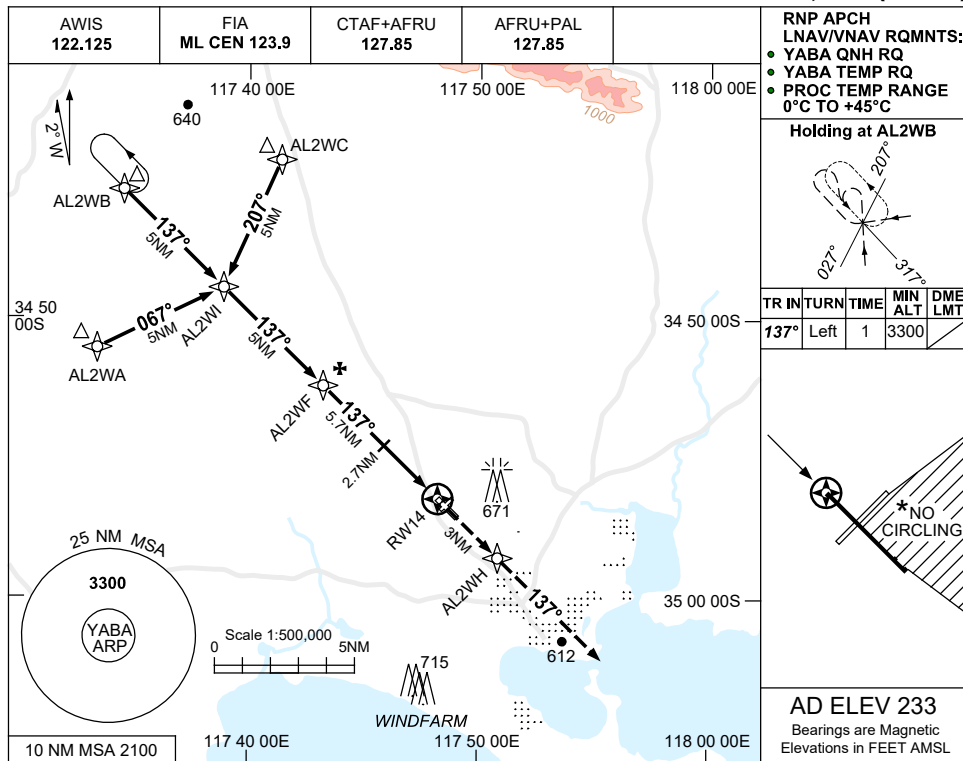 AWIS
122.125
FIA
ML CEN 123.9
CTAF+AFRU
127.85
AFRU+PAL
127.85
RNP APCH
LNAV/VNAV RQMNTS:
YABA QNH RQ
YABA TEMP RQ
PROC TEMP RANGE
0°C TO +45°C
117 40 00E
117 50 00E
118 00 00E
1000
2° W
640
AL2WC
AL2WB
137°
5NM
207°
5NM
067°
5NM
AL2WI
AL2WA
34 50
00S
34 50 00S
137°
5NM
AL2WF
137°
5.7NM
2.7NM
RW14
671
3NM
AL2WH
137°
35 00 00S
612
25 NM MSA
3300
YABA
ARP
Scale 1:500,000
0
5NM
715
WINDFARM
10 NM MSA 2100
117 40 00E
117 50 00E
118 00 00E
Holding at AL2WB
207°
027°
317°
TR IN TURN TIME MIN ALT DME LMT
137° Left 1 3300
*NO
CIRCLING
AD ELEV 233
Bearings are Magnetic
Elevations in FEET AMSL